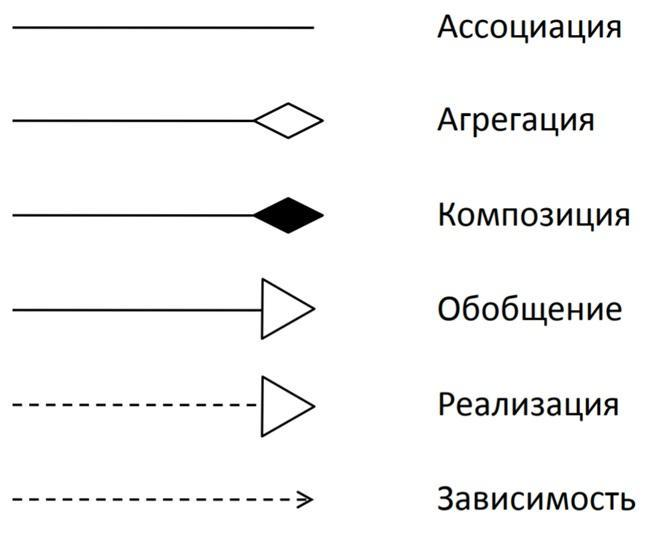 Ассоциация
Агрегация
Композиция
Обобщение
Реализация
Зависимость